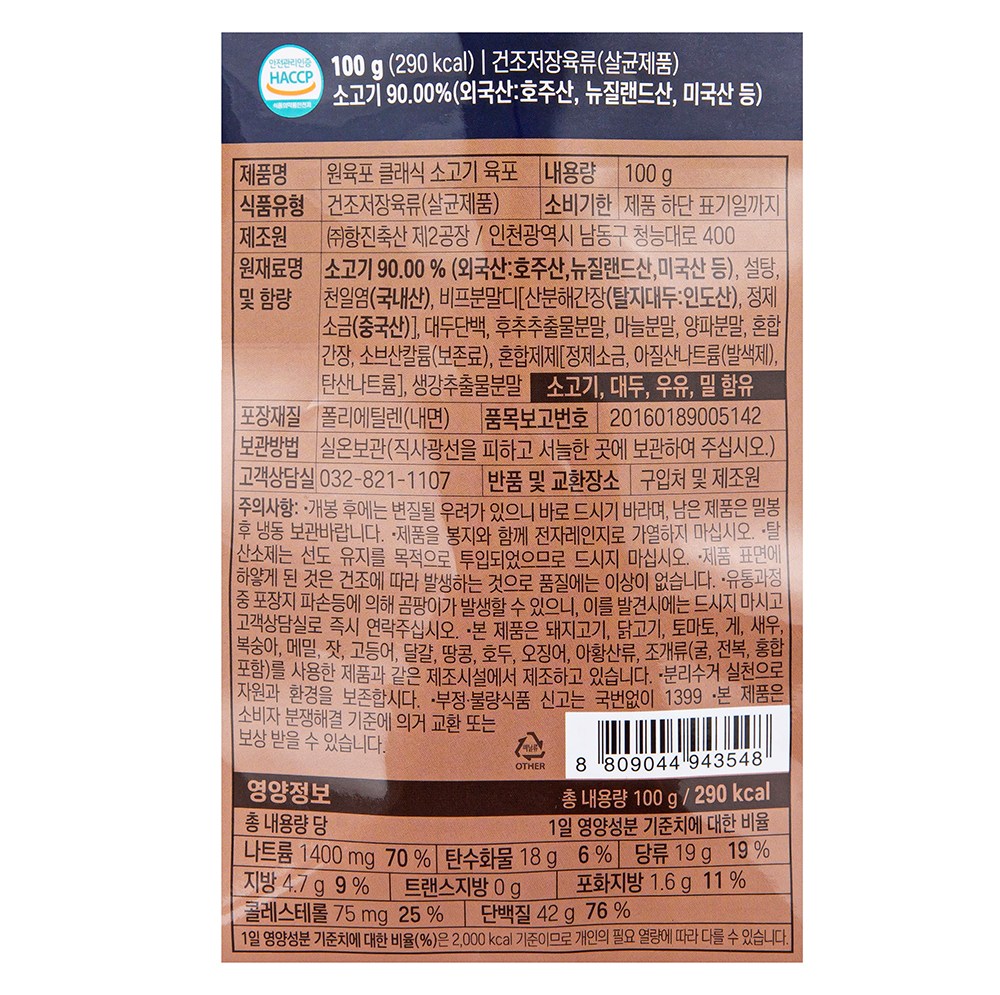 안전관리인증
HACCP
식품의약품안전처
100 g (290 kcal) | 건조저장육류(살균제품)
소고기 90.00%(외국산:호주산, 뉴질랜드산, 미국산 등)
제품명 원육포 클래식 소고기 육포 내용량 100 g
식품유형 건조저장육류(살균제품) 소비기한 제품 하단 표기일까지
제조원 ㈜항진축산 제2공장 / 인천광역시 남동구 청능대로 400
원재료명 소고기 90.00 % (외국산:호주산,뉴질랜드산,미국산 등), 설탕,
및 함량 천일염(국내산), 비프분말디[산분해간장(탈지대두:인도산), 정제
소금(중국산)], 대두단백, 후추추출물분말, 마늘분말, 양파분말, 혼합
간장, 소브산칼륨(보존료), 혼합제제[정제소금, 아질산나트륨(발색제),
탄산나트륨], 생강추출물분말 소고기, 대두, 우유, 밀 함유
포장재질 폴리에틸렌(내면) 품목보고번호 20160189005142
보관방법 실온보관(직사광선을 피하고 서늘한 곳에 보관하여 주십시오.)
고객상담실 032-821-1107 반품 및 교환장소 구입처 및 제조원
주의사항: •개봉 후에는 변질될 우려가 있으니 바로 드시기 바라며, 남은 제품은 밀봉
후 냉동 보관바랍니다. •제품을 봉지와 함께 전자레인지로 가열하지 마십시오. •탈
산소제는 선도 유지를 목적으로 투입되었으므로 드시지 마십시오. •제품 표면에
하얗게 된 것은 건조에 따라 발생하는 것으로 품질에는 이상이 없습니다. •유통과정
중 포장지 파손등에 의해 곰팡이가 발생할 수 있으니, 이를 발견시에는 드시지 마시고
고객상담실로 즉시 연락주십시오. •본 제품은 돼지고기, 닭고기, 토마토, 게, 새우,
복숭아, 메밀, 잣, 고등어, 달걀, 땅콩, 호두, 오징어, 아황산류, 조개류(굴, 전복, 홍합
포함)를 사용한 제품과 같은 제조시설에서 제조하고 있습니다. •분리수거 실천으로
자원과 환경을 보존합시다. •부정·불량식품 신고는 국번없이 1399 •본 제품은
소비자 분쟁해결 기준에 의거 교환 또는
보상 받을 수 있습니다.
비닐류
OTHER
8 809044 943548
영양정보 총 내용량 100 g / 290 kcal
총 내용량 당 1일 영양성분 기준치에 대한 비율
나트륨 1400 mg 70 % 탄수화물 18 g 6 % 당류 19 g 19 %
지방 4.7 g 9 % 트랜스지방 0 g 포화지방 1.6 g 11 %
콜레스테롤 75 mg 25 % 단백질 42 g 76 %
1일 영양성분 기준치에 대한 비율(%)은 2,000 kcal 기준이므로 개인의 필요 열량에 따라 다를 수 있습니다.